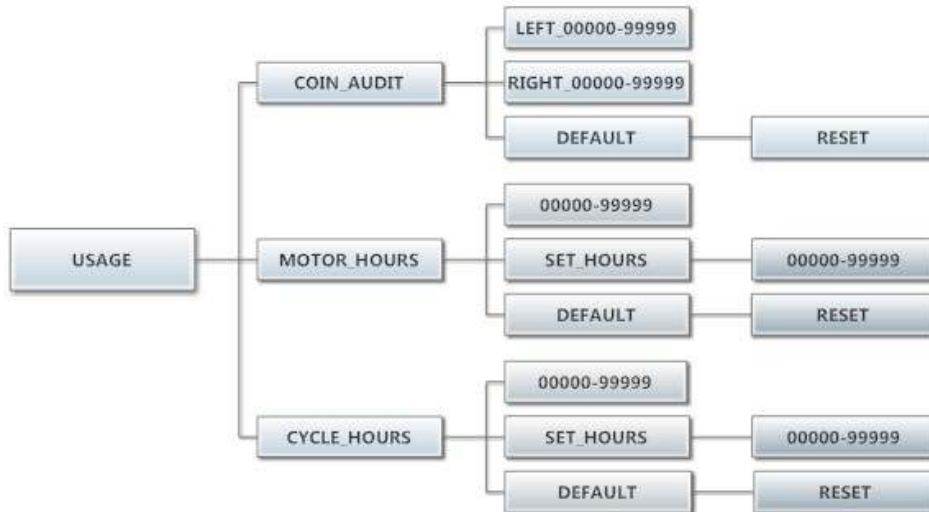 LEFT_00000-99999
COIN_AUDIT
RIGHT_00000-99999
DEFAULT
RESET
00000-99999
USAGE
MOTOR_HOURS
SET_HOURS
00000-99999
DEFAULT
RESET
00000-99999
CYCLE_HOURS
SET_HOURS
00000-99999
DEFAULT
RESET